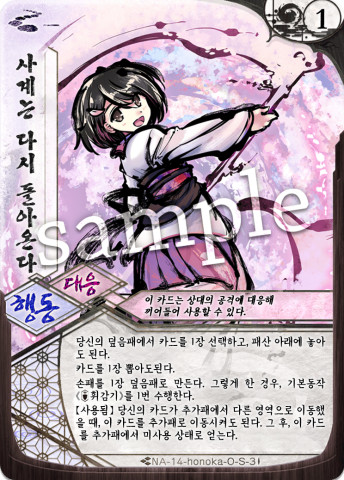 1
사계는 다시 돌아온다
sample
대응
행동
이 카드는 상대의 공격에 대응해
끼어들어 사용할 수 있다.
당신의 덮음패에서 카드를 1장 선택하고, 패산 아래에 놓아
도 된다.
카드를 1장 뽑아도된다.
손패를 1장 덮음패로 만든다. 그렇게 한 경우, 기본동작
《휘감기》를 1번 수행한다.
【사용됨】당신의 카드가 추가패에서 다른 영역으로 이동했
을 때, 이 카드를 추가패로 이동시켜도 된다. 그 후, 이 카드
를 추가패에서 미사용 상태로 얻는다.
NA-14-honoka-O-S-3